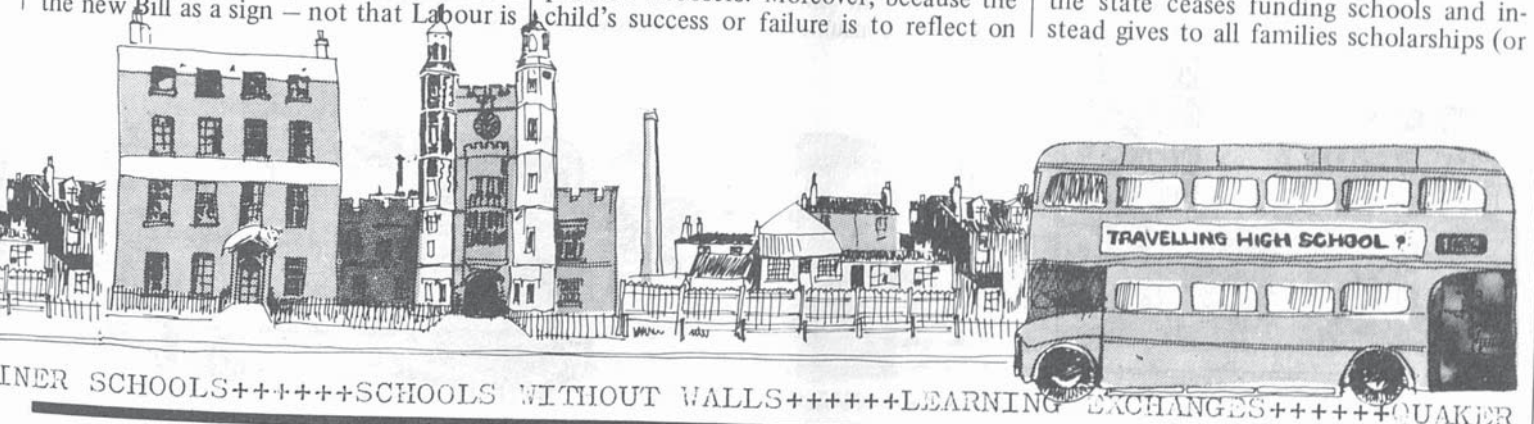 the new Bill as a sign — not that Labour is
child's success or failure is to reflect on
the state ceases funding schools and in-
stead gives to all families scholarships (or
TRAVELLING HIGH SCHOOL ?
INER SCHOOLS++++++SCHOOLS WITHOUT WALLS++++++LEARNING EXCHANGES++++++QUAKER